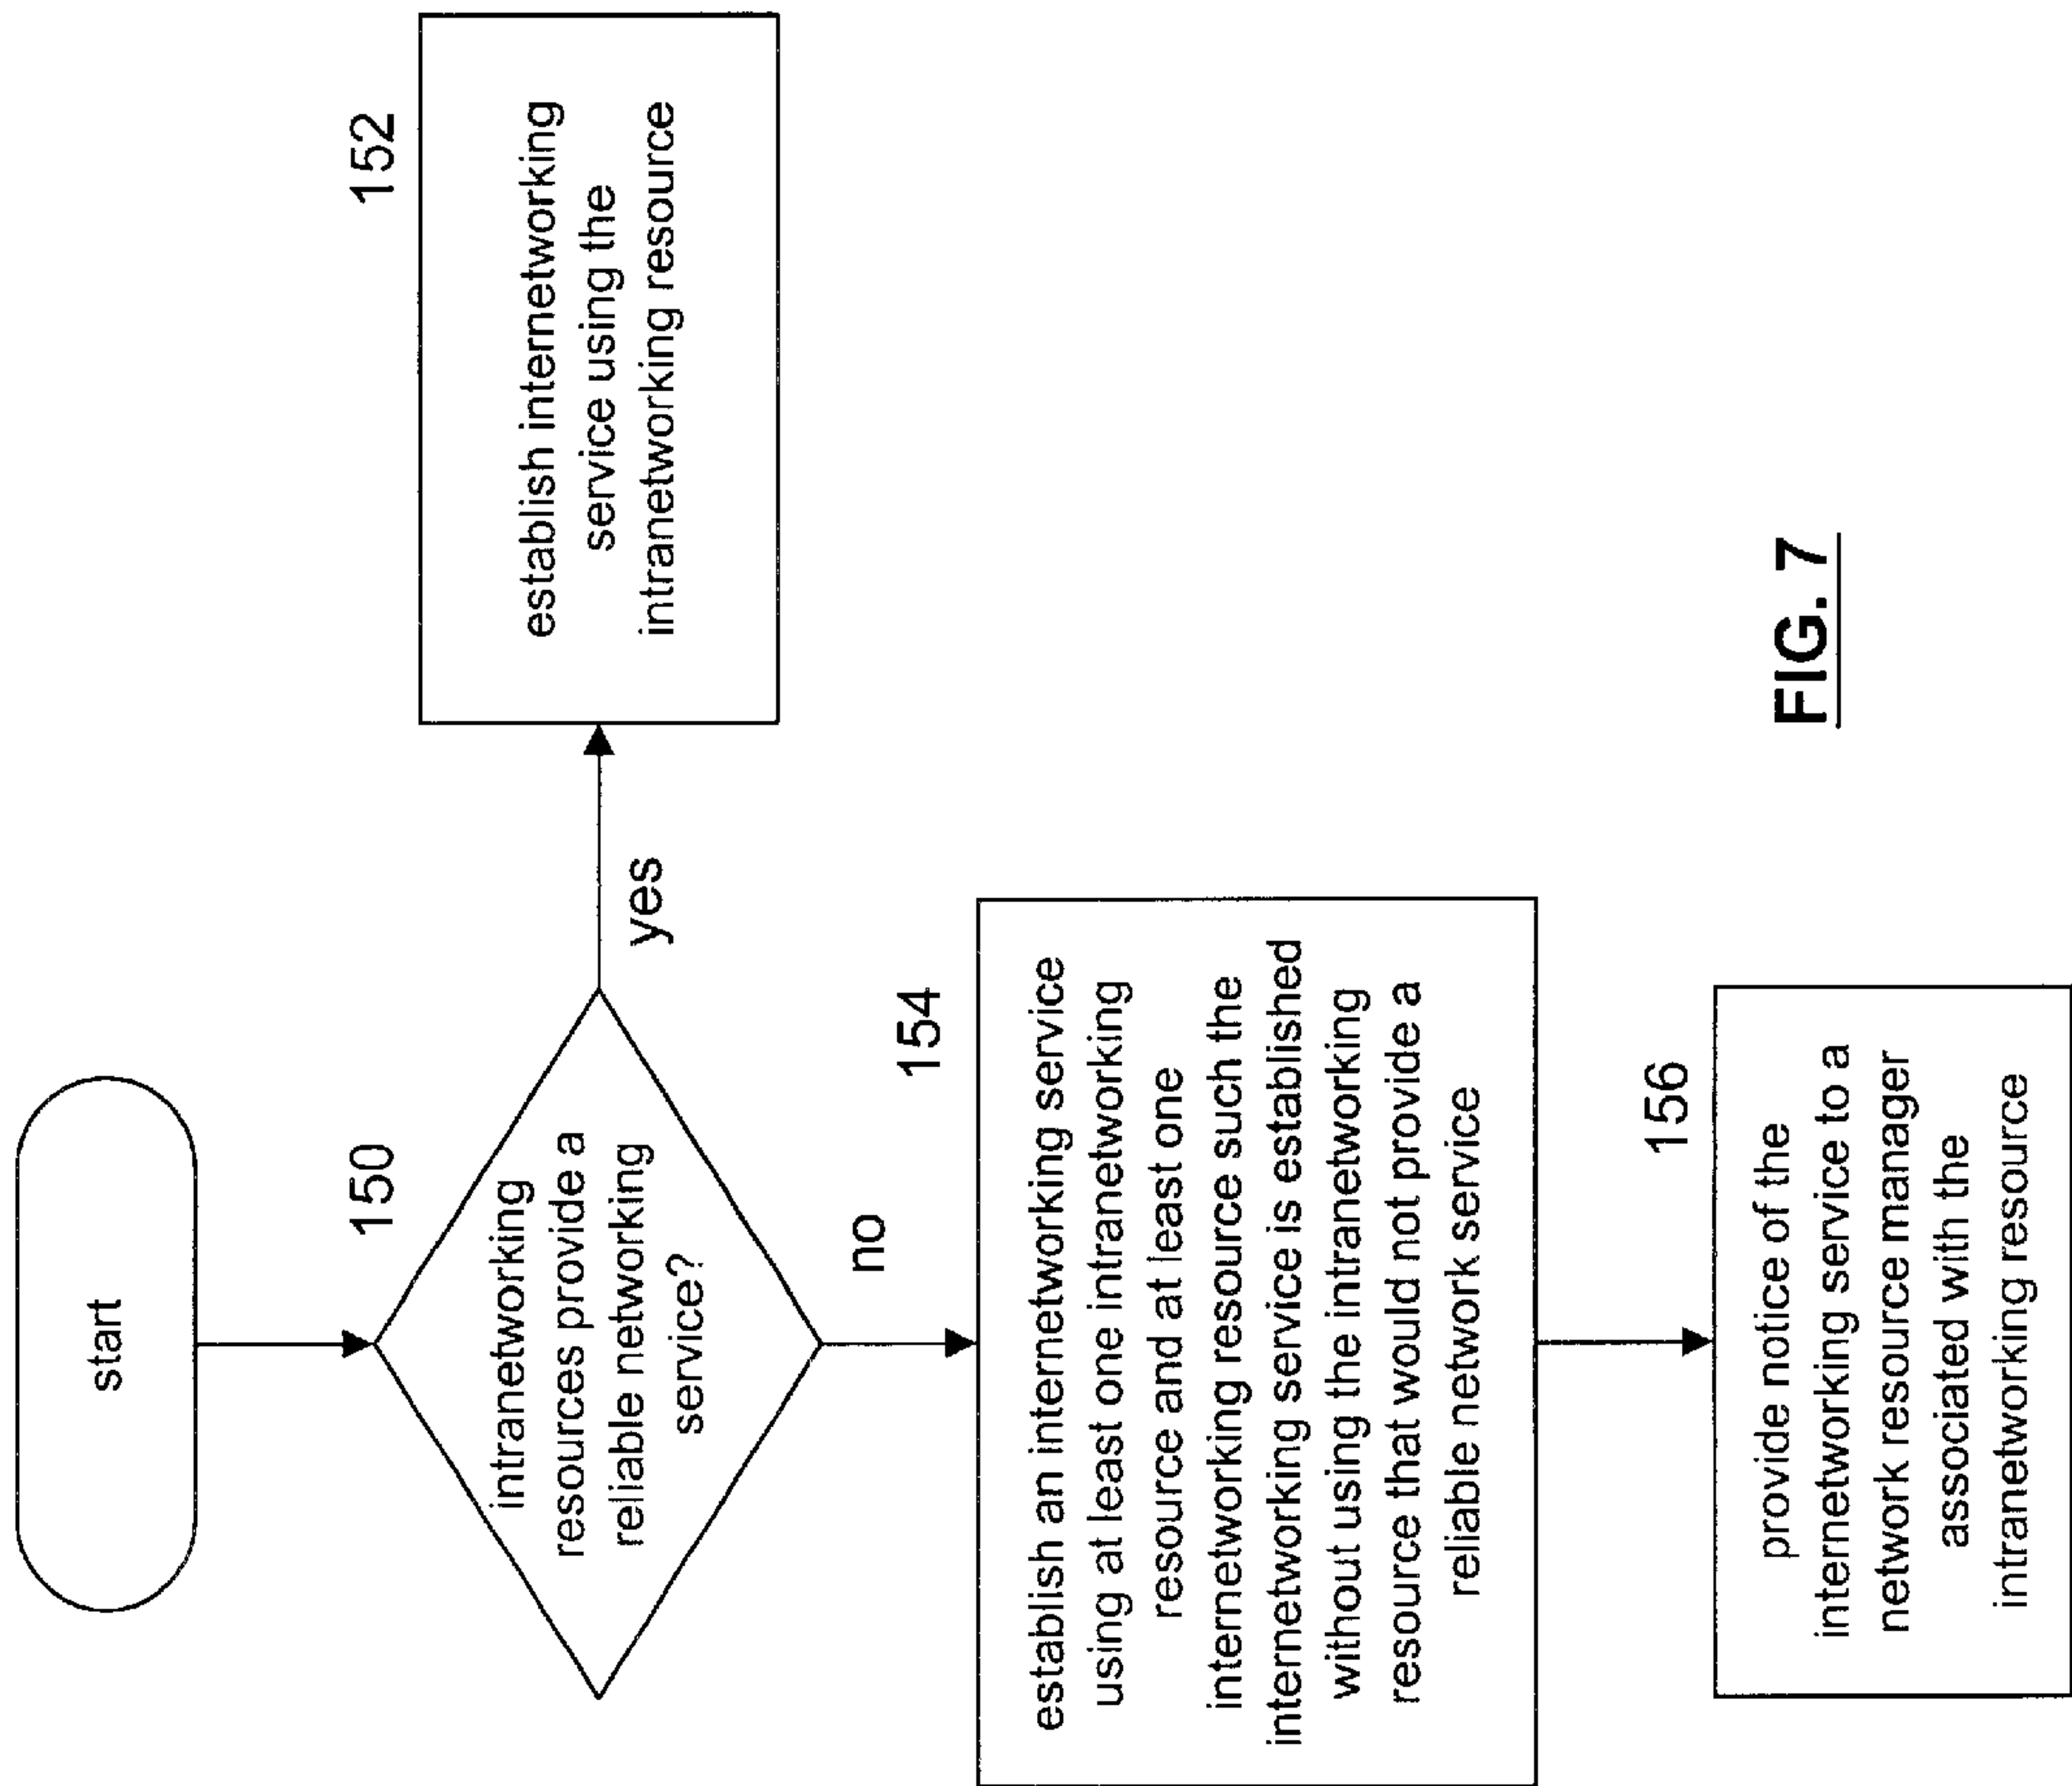 start
150
intranetworking
resources provide a
reliable networking
service?
yes
152
establish internetworking
service using the
intranetworking resource
no
154
establish an internetworking service
using at least one intranetworking
resource and at least one
internetworking resource such the
internetworking service is established
without using the intranetworking
resource that would not provide a
reliable network service
156
provide notice of the
internetworking service to a
network resource manager
associated with the
intranetworking resource
FIG. 7